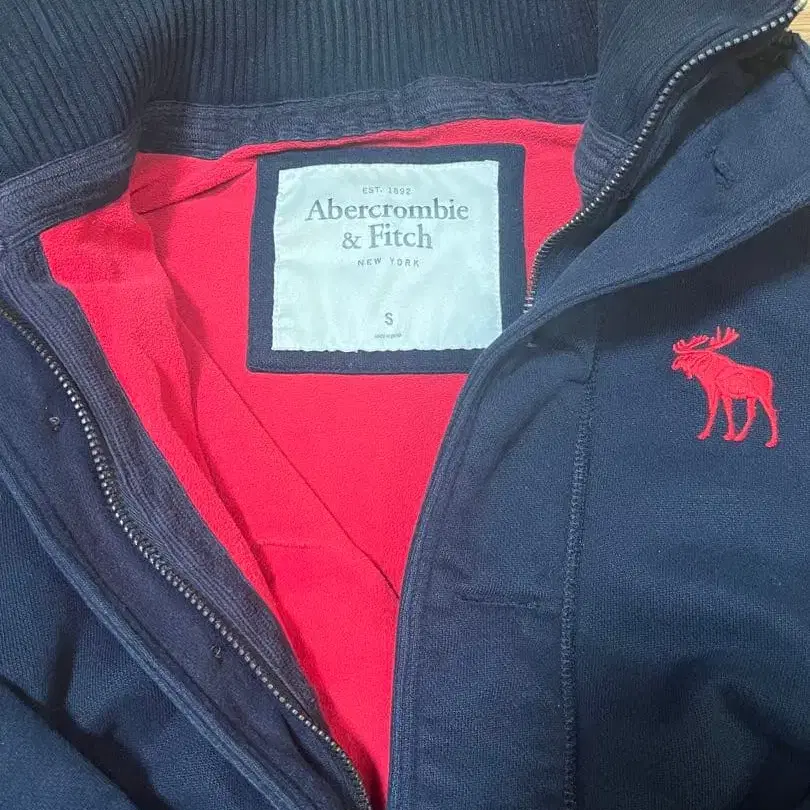 EST. 1892
Abercrombie
& Fitch
NEW YORK
S